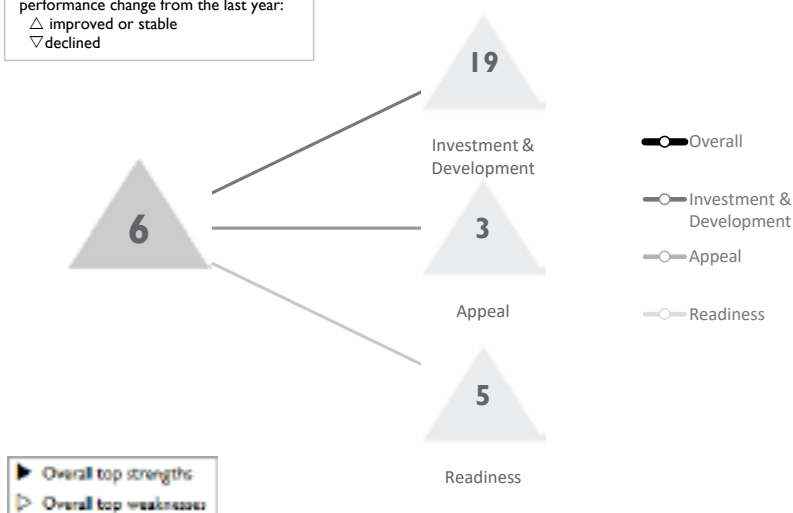 performance change from the last year:
△ improved or stable
▽ declined
19
Investment &
Development
6
3
Appeal
5
Readiness
Overall
Investment &
Development
Appeal
Readiness
Overall top strengths
Overall top weaknesses